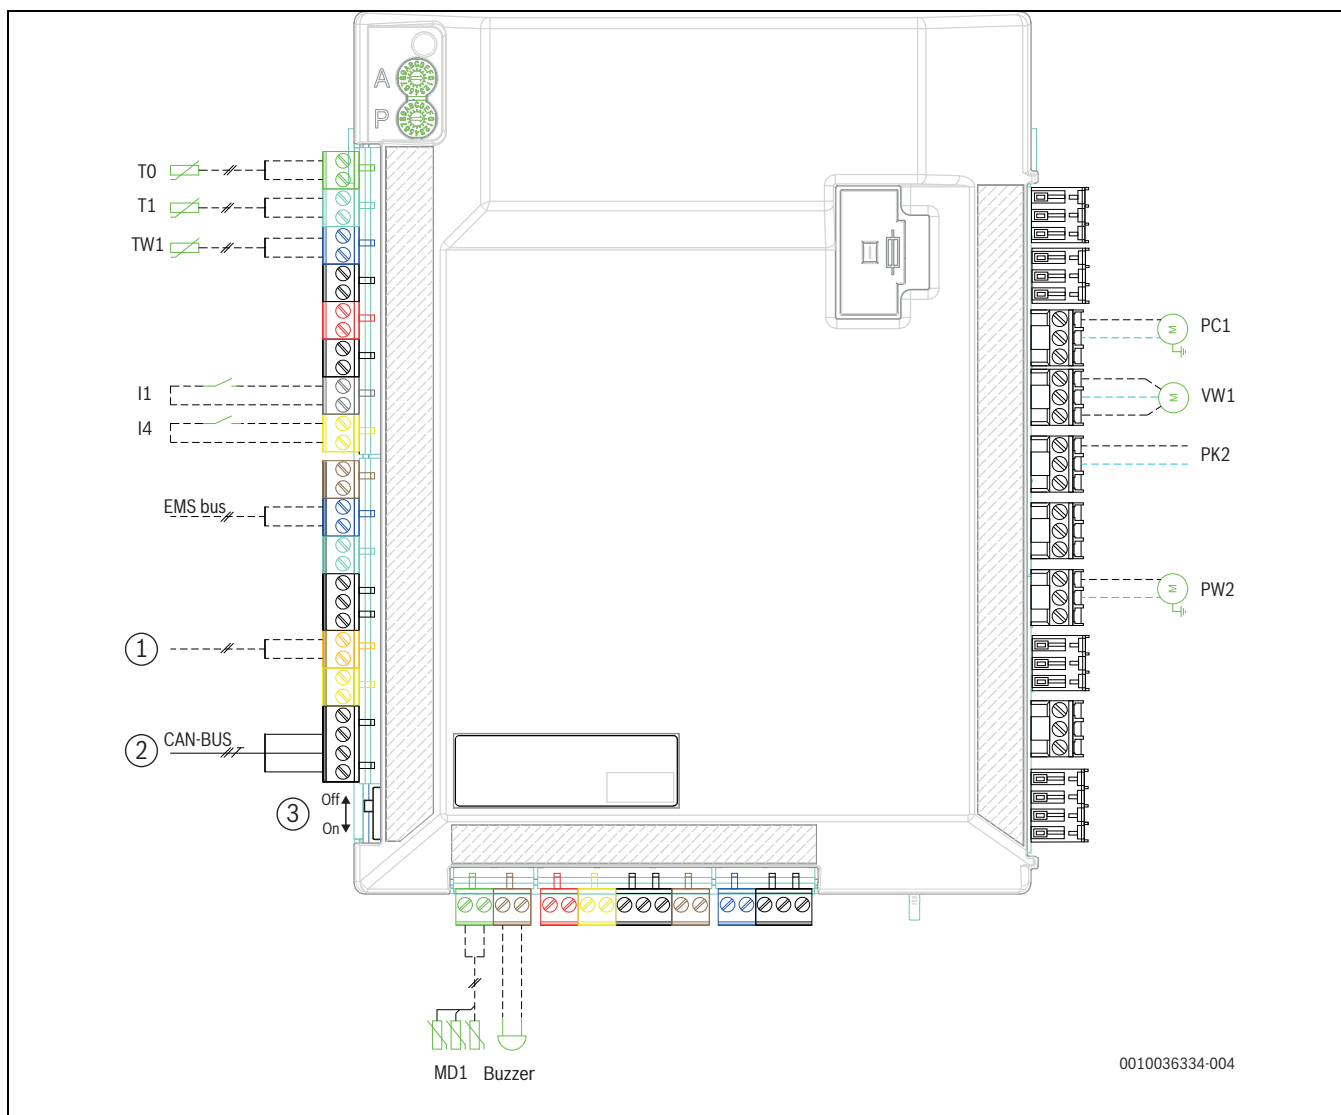 A
P
T0
T1
TW1
I1
I4
EMS bus
1
CAN-BUS
2
3
Off
On
PC1
M
VW1
M
PK2
PW2
M
MD1
Buzzer
0010036334-004